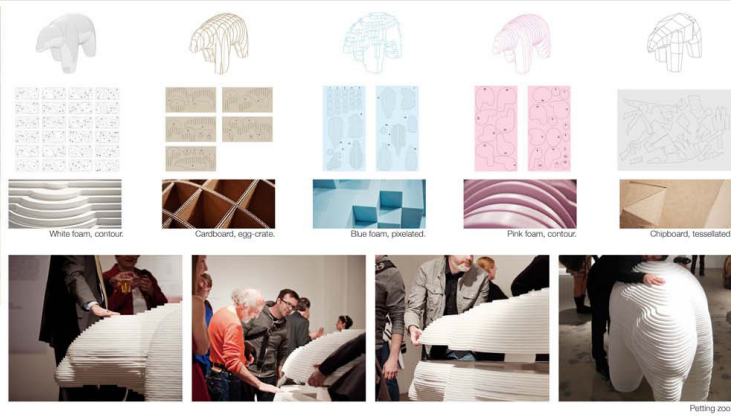 White foam, contour.
Cardboard, egg-crate.
Blue foam, pixelated.
Pink foam, contour.
Chipboard, tessellated
Petting zoo